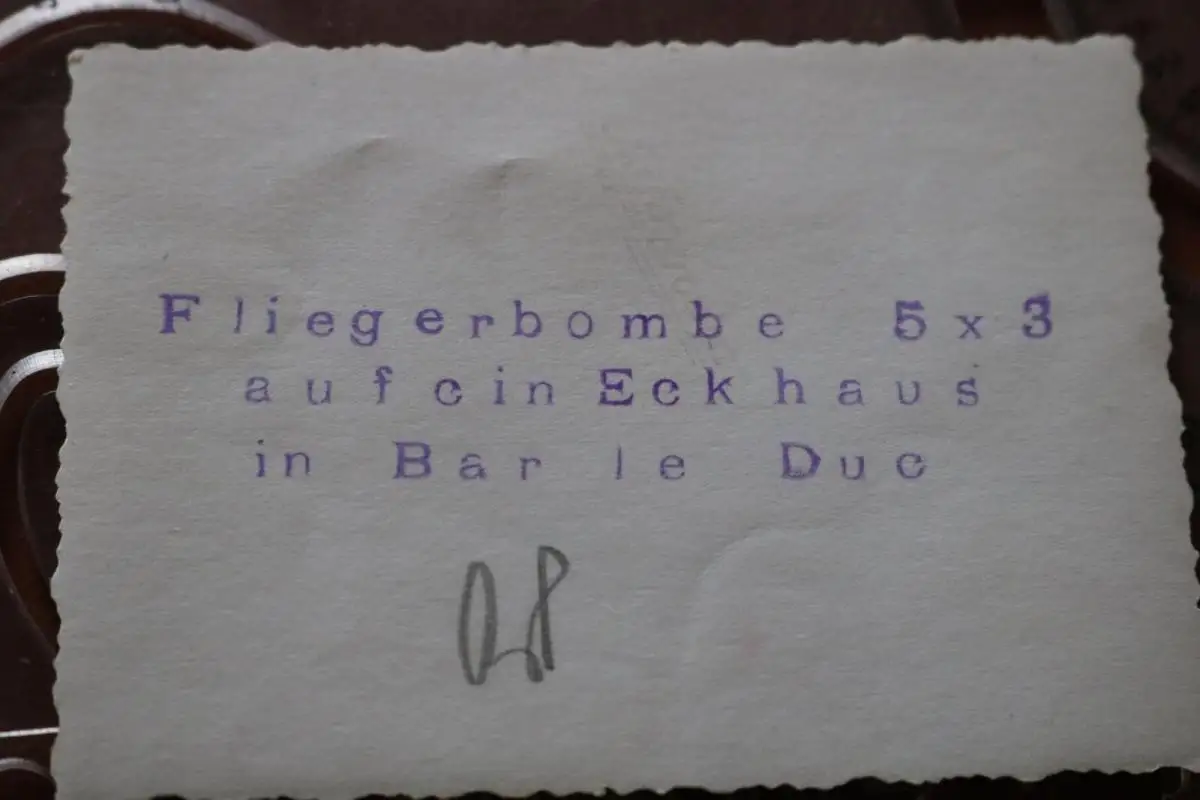 Fliegerbombe 5x3
auf ein Eckhaus
in Bar le Duc